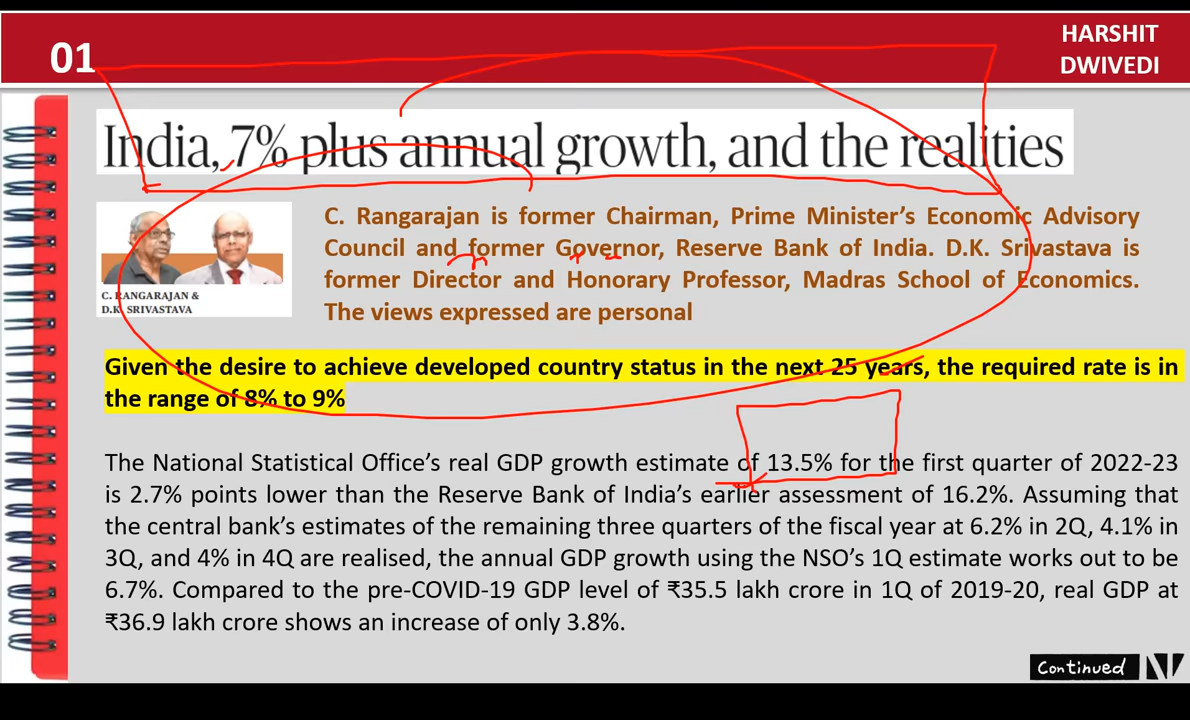 01
HARSHIT
DWIVEDI
India, 7% plus annual growth, and the realities
C. RANGARAJAN &
D.K. SRIVASTAVA
C. Rangarajan is former Chairman, Prime Minister's Economic Advisory
Council and former Governor, Reserve Bank of India. D.K. Srivastava is
former Director and Honorary Professor, Madras School of Economics.
The views expressed are personal
Given the desire to achieve developed country status in the next 25 years, the required rate is in
the range of 8% to 9%
The National Statistical Office's real GDP growth estimate of 13.5% for the first quarter of 2022-23
is 2.7% points lower than the Reserve Bank of India's earlier assessment of 16.2%. Assuming that
the central bank's estimates of the remaining three quarters of the fiscal year at 6.2% in 2Q, 4.1% in
3Q, and 4% in 4Q are realised, the annual GDP growth using the NSO's 1Q estimate works out to be
6.7%. Compared to the pre-COVID-19 GDP level of ₹35.5 lakh crore in 1Q of 2019-20, real GDP at
₹36.9 lakh crore shows an increase of only 3.8%.
Continued